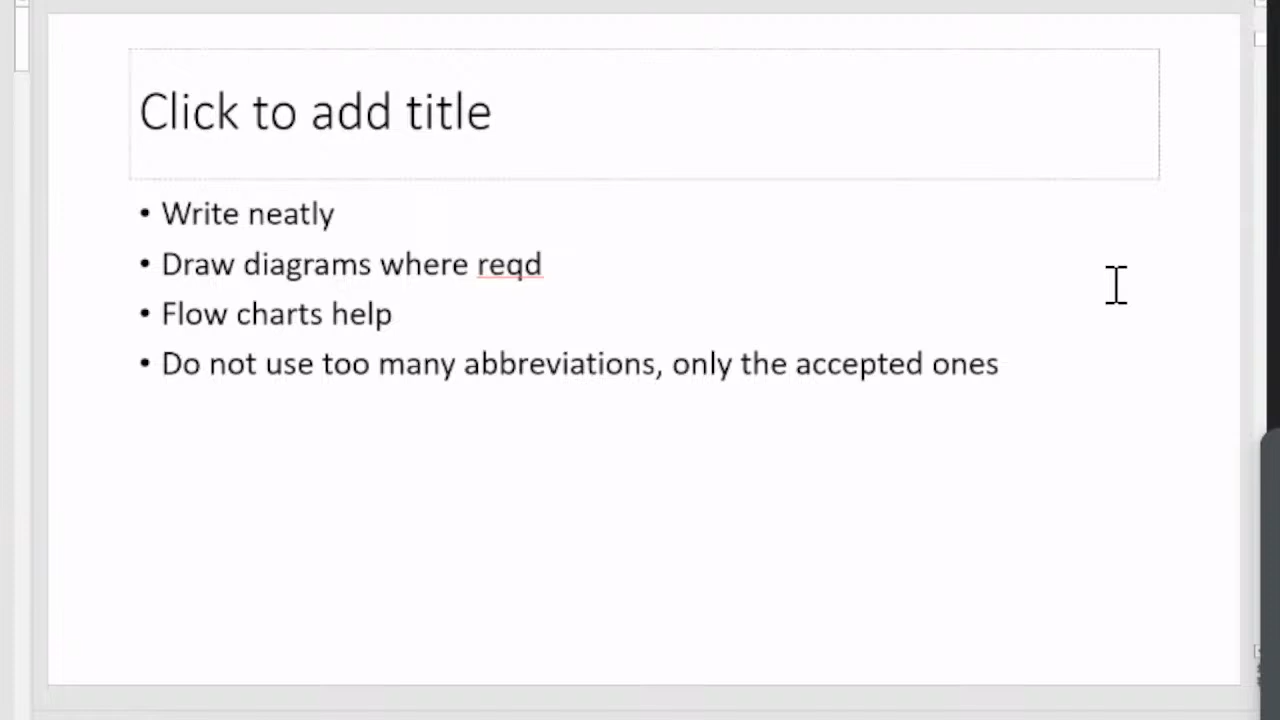 Click to add title
• Write neatly
• Draw diagrams where reqd
• Flow charts help
• Do not use too many abbreviations, only the accepted ones